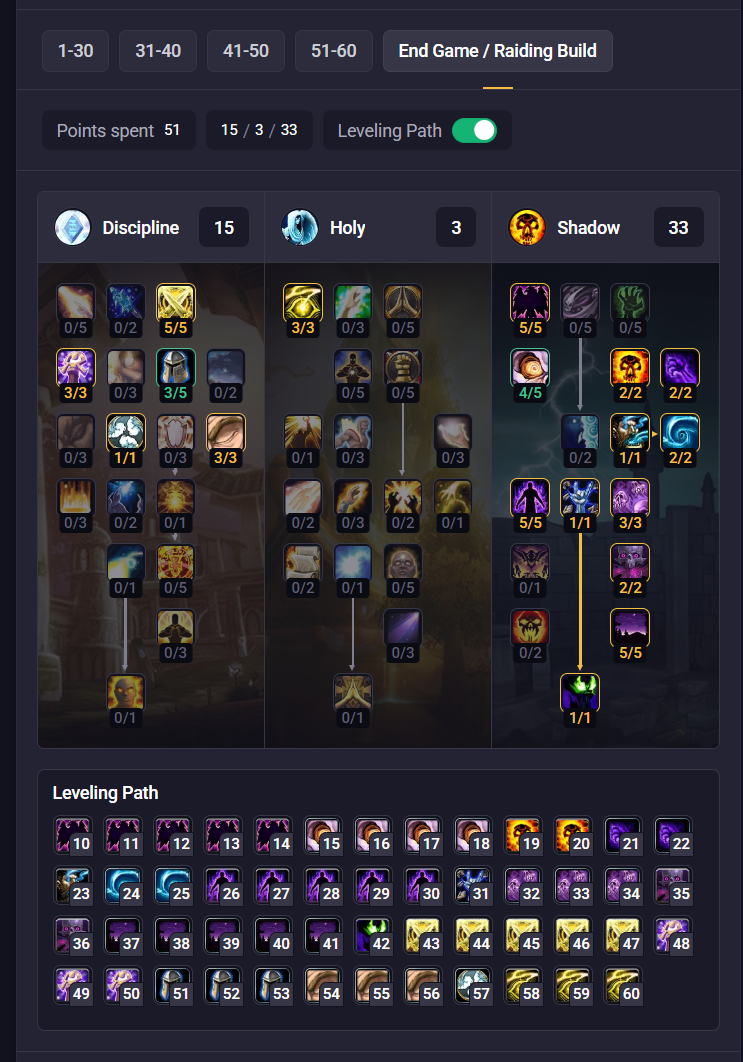 1-30 31-40 41-50 51-60 End Game / Raiding Build
Points spent 51 15 / 3 / 33 Leveling Path
Discipline 15 Holy 3 Shadow 33
0/5 0/2 5/5 3/3 0/3 0/5 5/5 0/5 0/5
3/3 0/3 3/5 0/2 0/5 0/5 4/5 2/2 2/2
0/3 1/1 0/3 3/3 0/1 0/3 0/3 0/2 1/1 2/2
0/3 0/2 0/1 0/2 0/3 0/2 0/1 5/5 1/1 3/3
0/1 0/5 0/2 0/1 0/5 0/1 2/2
0/3 0/3 0/2 5/5
0/1 0/1 1/1
Leveling Path
10 11 12 13 14 15 16 17 18 19 20 21 22
23 24 25 26 27 28 29 30 31 32 33 34 35
36 37 38 39 40 41 42 43 44 45 46 47 48
49 50 51 52 53 54 55 56 57 58 59 60